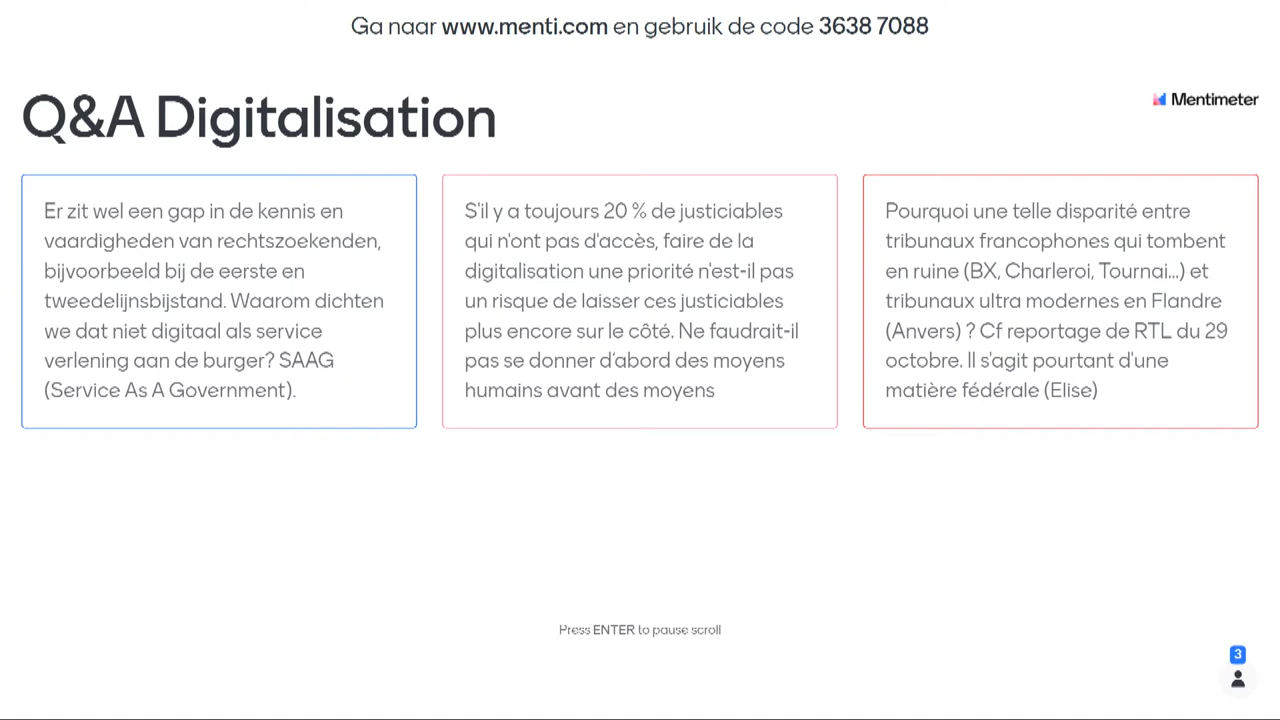 Ga naar www.menti.com en gebruik de code 3638 7088
Q&A Digitalisation
Mentimeter
Er zit wel een gap in de kennis en
vaardigheden van rechtszoekenden,
bijvoorbeeld bij de eerste en
tweedelijnsbijstand. Waarom dichten
we dat niet digitaal als service
verlening aan de burger? SAAG
(Service As A Government).
S'il y a toujours 20 % de justiciables
qui n'ont pas d'accès, faire de la
digitalisation une priorité n'est-il pas
un risque de laisser ces justiciables
plus encore sur le côté. Ne faudrait-il
pas se donner d'abord des moyens
humains avant des moyens
Pourquoi une telle disparité entre
tribunaux francophones qui tombent
en ruine (BX, Charleroi, Tournai...) et
tribunaux ultra modernes en Flandre
(Anvers) ? Cf reportage de RTL du 29
octobre. Il s'agit pourtant d'une
matière fédérale (Elise)
Press ENTER to pause scroll
3